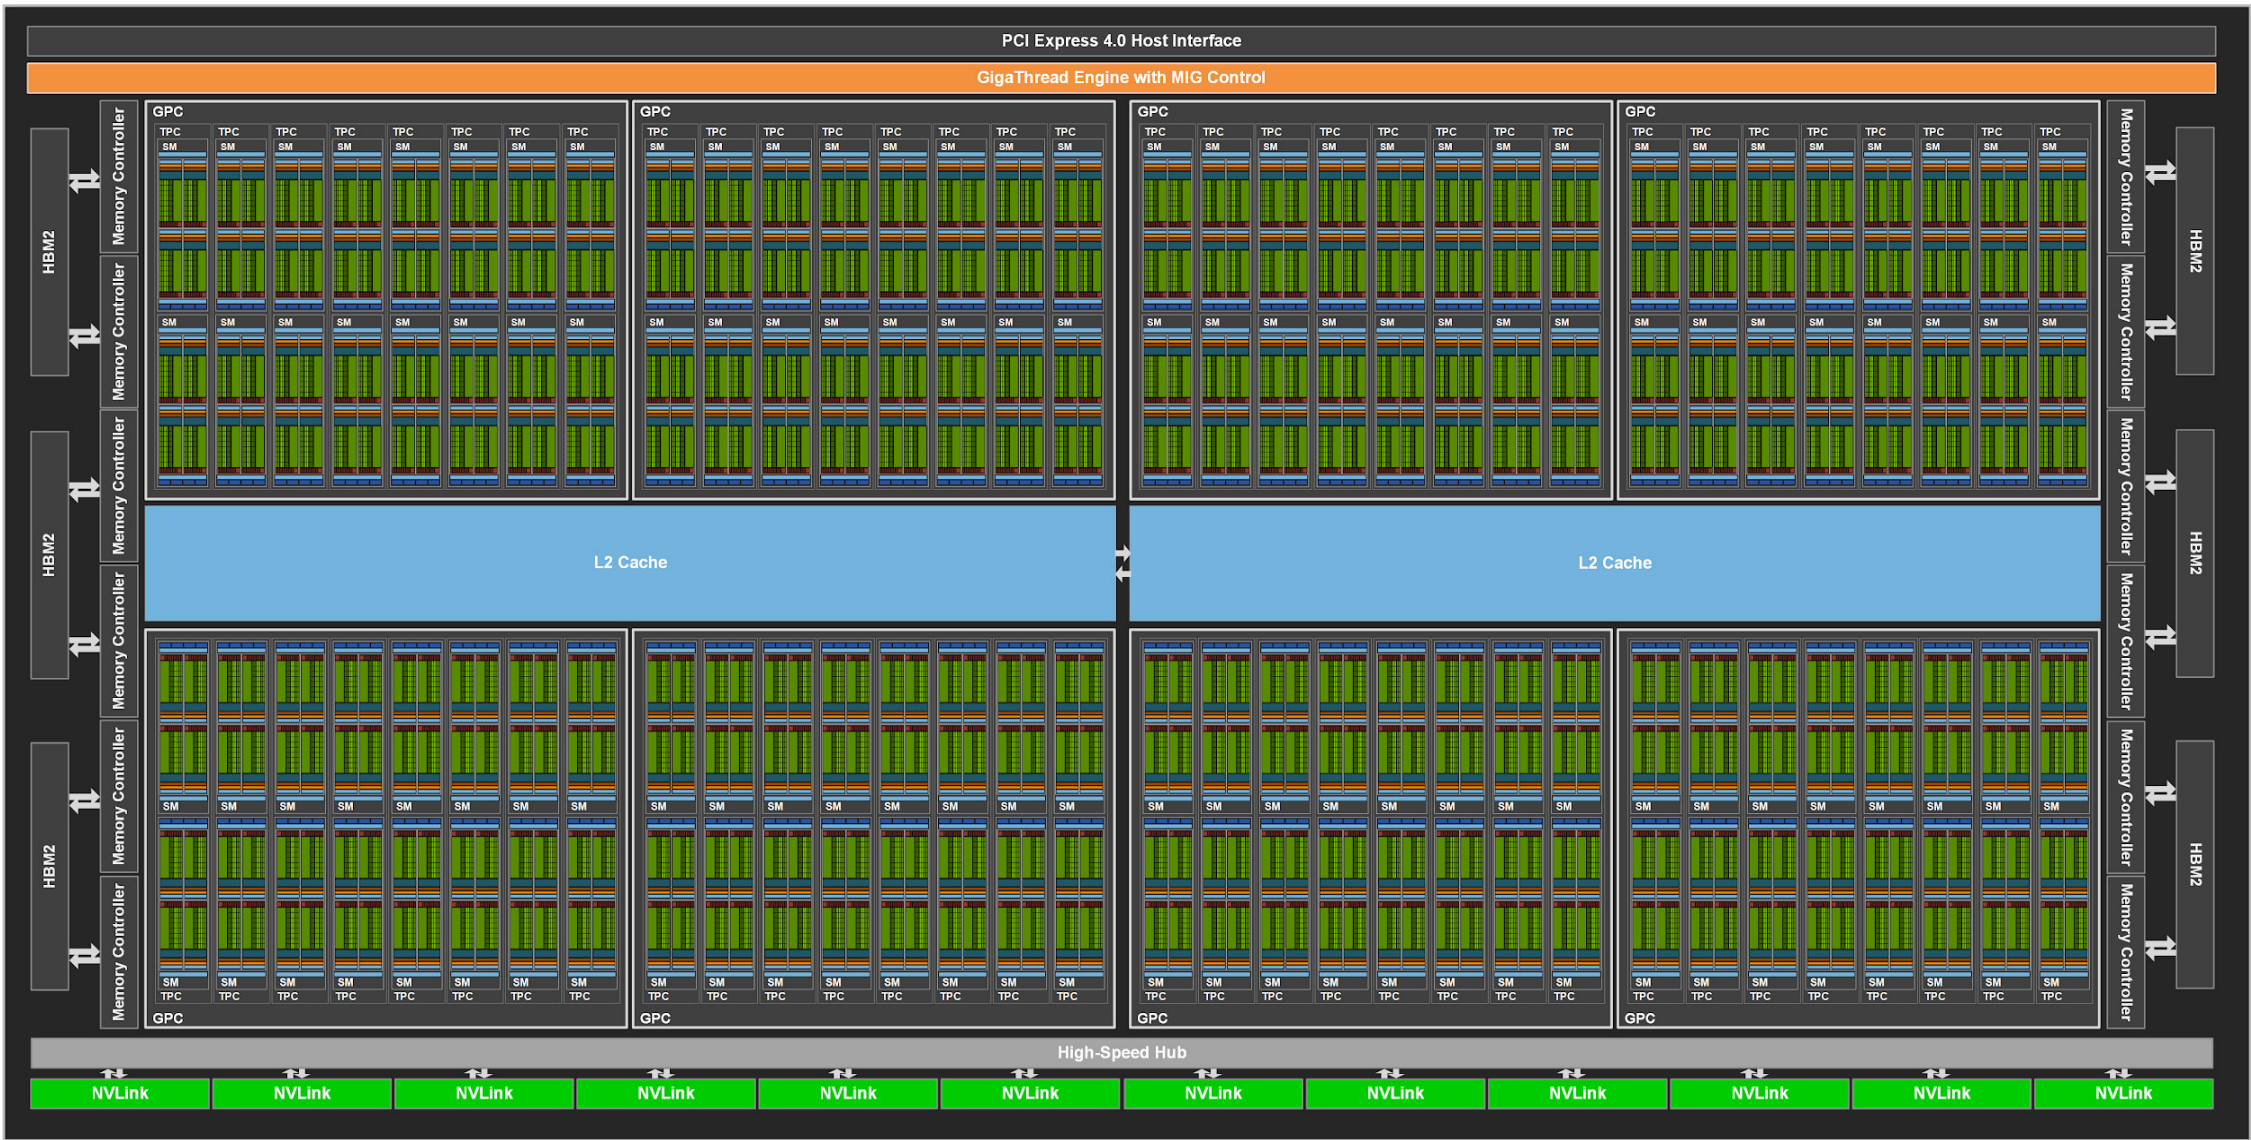 PCI Express 4.0 Host Interface
GigaThread Engine with MIG Control
HBM2
HBM2
HBM2
Memory Controller
Memory Controller
Memory Controller
Memory Controller
Memory Controller
Memory Controller
GPC GPC GPC GPC
TPC TPC TPC TPC TPC TPC TPC TPC TPC TPC TPC TPC TPC TPC TPC TPC TPC TPC TPC TPC TPC TPC TPC TPC TPC TPC TPC TPC TPC TPC TPC TPC
SM SM SM SM SM SM SM SM SM SM SM SM SM SM SM SM SM SM SM SM SM SM SM SM SM SM SM SM SM SM SM SM
SM SM SM SM SM SM SM SM SM SM SM SM SM SM SM SM SM SM SM SM SM SM SM SM SM SM SM SM SM SM SM SM
L2 Cache L2 Cache
SM SM SM SM SM SM SM SM SM SM SM SM SM SM SM SM SM SM SM SM SM SM SM SM SM SM SM SM SM SM SM SM
SM SM SM SM SM SM SM SM SM SM SM SM SM SM SM SM SM SM SM SM SM SM SM SM SM SM SM SM SM SM SM SM
TPC TPC TPC TPC TPC TPC TPC TPC TPC TPC TPC TPC TPC TPC TPC TPC TPC TPC TPC TPC TPC TPC TPC TPC TPC TPC TPC TPC TPC TPC TPC TPC
GPC GPC GPC GPC
Memory Controller
Memory Controller
Memory Controller
Memory Controller
Memory Controller
Memory Controller
HBM2
HBM2
HBM2
High-Speed Hub
NVLink NVLink NVLink NVLink NVLink NVLink NVLink NVLink NVLink NVLink NVLink NVLink